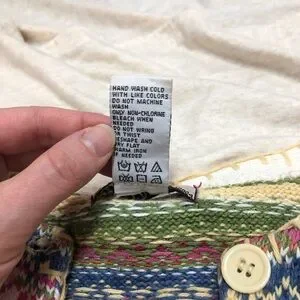 HAND WASH COLD
WITH LIKE COLORS
DO NOT MACHINE
WASH
ONLY NON-CHLORINE
BLEACH WHEN
NEEDED
DO NOT WRING
OR TWIST
RESHAPE AND
DRY FLAT
WARM IRON
IF NEEDED